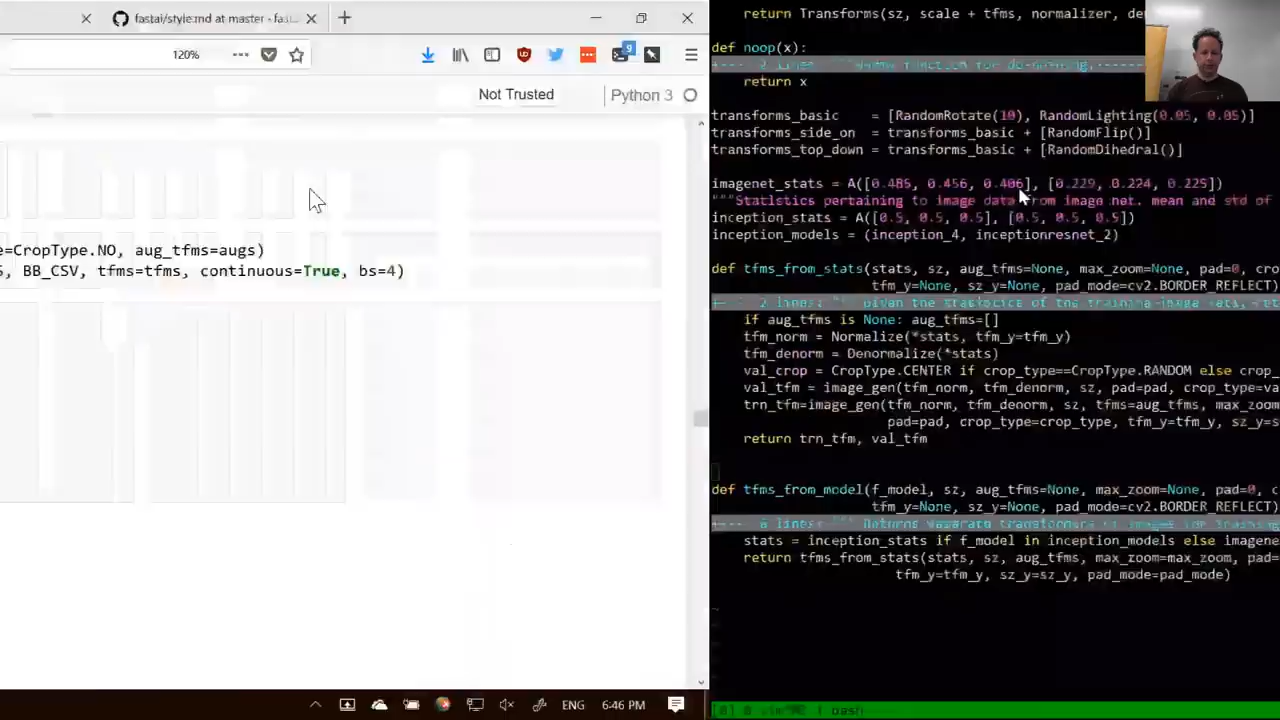 fastai/style.md at master · fast.
120%
9
Not Trusted
Python 3
=CropType.NO, aug_tfms=augs)
S, BB_CSV, tfms=tfms, continuous=True, bs=4)
ENG
6:46 PM
return Transforms(sz, scale + tfms, normalizer, de
def noop(x):
return x
transforms_basic = [RandomRotate(10), RandomLighting(0.05, 0.05)]
transforms_side_on = transforms_basic + [RandomFlip()]
transforms_top_down = transforms_basic + [RandomDihedral()]
imagenet_stats = A([0.485, 0.456, 0.406], [0.229, 0.224, 0.225])
"""Statistics pertaining to image data from image net. mean and std of
inception_stats = A([0.5, 0.5, 0.5], [0.5, 0.5, 0.5])
inception_models = (inception_4, inceptionresnet_2)
def tfms_from_stats(stats, sz, aug_tfms=None, max_zoom=None, pad=0, cro
tfm_y=None, sz_y=None, pad_mode=cv2.BORDER_REFLECT)
if aug_tfms is None: aug_tfms=[]
tfm_norm = Normalize(*stats, tfm_y=tfm_y)
tfm_denorm = Denormalize(*stats)
val_crop = CropType.CENTER if crop_type==CropType.RANDOM else crop_
val_tfm = image_gen(tfm_norm, tfm_denorm, sz, pad=pad, crop_type=va
trn_tfm=image_gen(tfm_norm, tfm_denorm, sz, tfms=aug_tfms, max_zoom
pad=pad, crop_type=crop_type, tfm_y=tfm_y, sz_y=s
return trn_tfm, val_tfm
def tfms_from_model(f_model, sz, aug_tfms=None, max_zoom=None, pad=0, c
tfm_y=None, sz_y=None, pad_mode=cv2.BORDER_REFLECT)
stats = inception_stats if f_model in inception_models else imagene
return tfms_from_stats(stats, sz, aug_tfms, max_zoom=max_zoom, pad=
tfm_y=tfm_y, sz_y=sz_y, pad_mode=pad_mode)